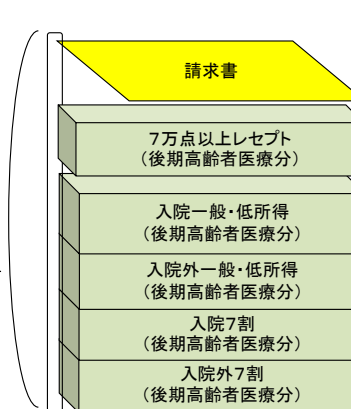 請求書
7万点以上レセプト
（後期高齢者医療分）
入院一般・低所得
（後期高齢者医療分）
入院外一般・低所得
（後期高齢者医療分）
入院7割
（後期高齢者医療分）
入院外7割
（後期高齢者医療分）